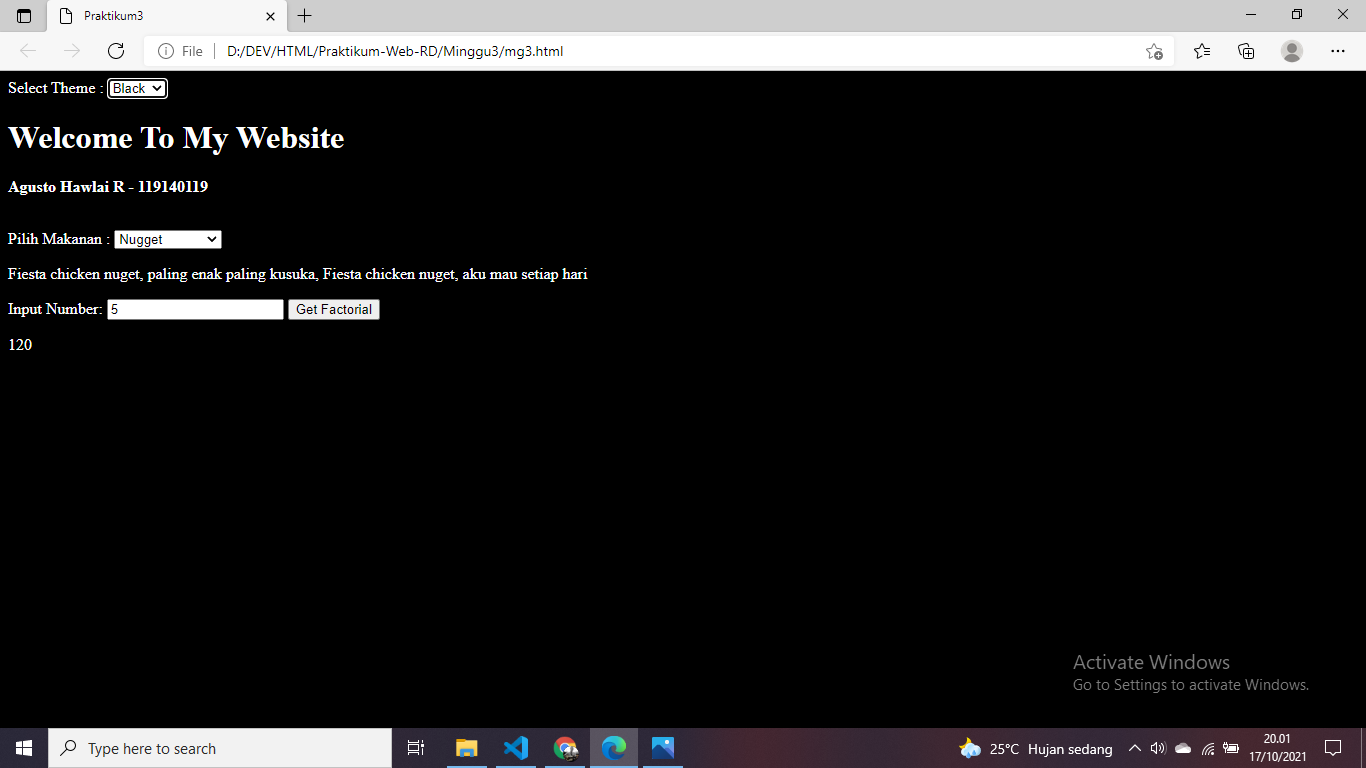 Praktikum3
File
D:/DEV/HTML/Praktikum-Web-RD/Minggu3/mg3.html
Select Theme : Black
Welcome To My Website
Agusto Hawlai R - 119140119
Pilih Makanan : Nugget
Fiesta chicken nuget, paling enak paling kusuka, Fiesta chicken nuget, aku mau setiap hari
Input Number: 5 Get Factorial
120
Activate Windows
Go to Settings to activate Windows.
Type here to search
25°C Hujan sedang
20.01
17/10/2021